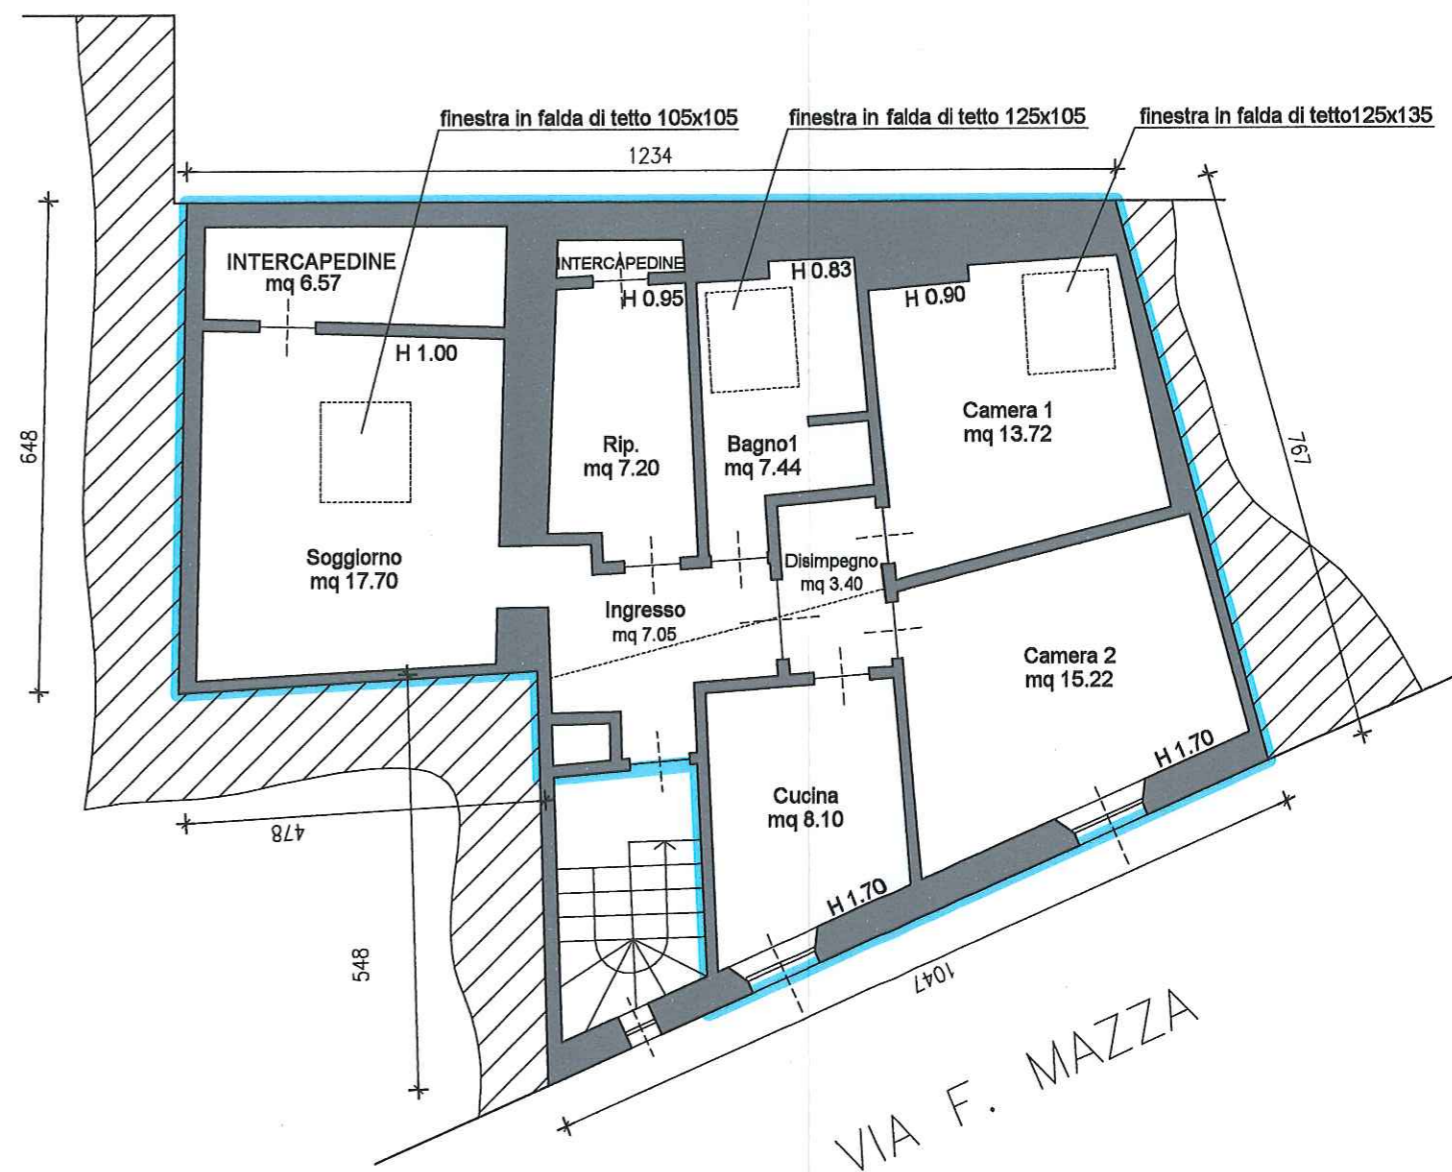 finestra in falda di tetto 105x105
finestra in falda di tetto 125x105
finestra in falda di tetto125x135
1234
INTERCAPEDINE
mq 6.57
INTERCAPEDINE
H 0.95
H 0.83
H 0.90
H 1.00
648
767
Camera 1
mq 13.72
Rip.
mq 7.20
Bagno1
mq 7.44
Soggiorno
mq 17.70
Disimpegno
mq 3.40
Ingresso
mq 7.05
Camera 2
mq 15.22
H 1.70
Cucina
mq 8.10
478
H 1.70
548
1047
VIA F. MAZZA